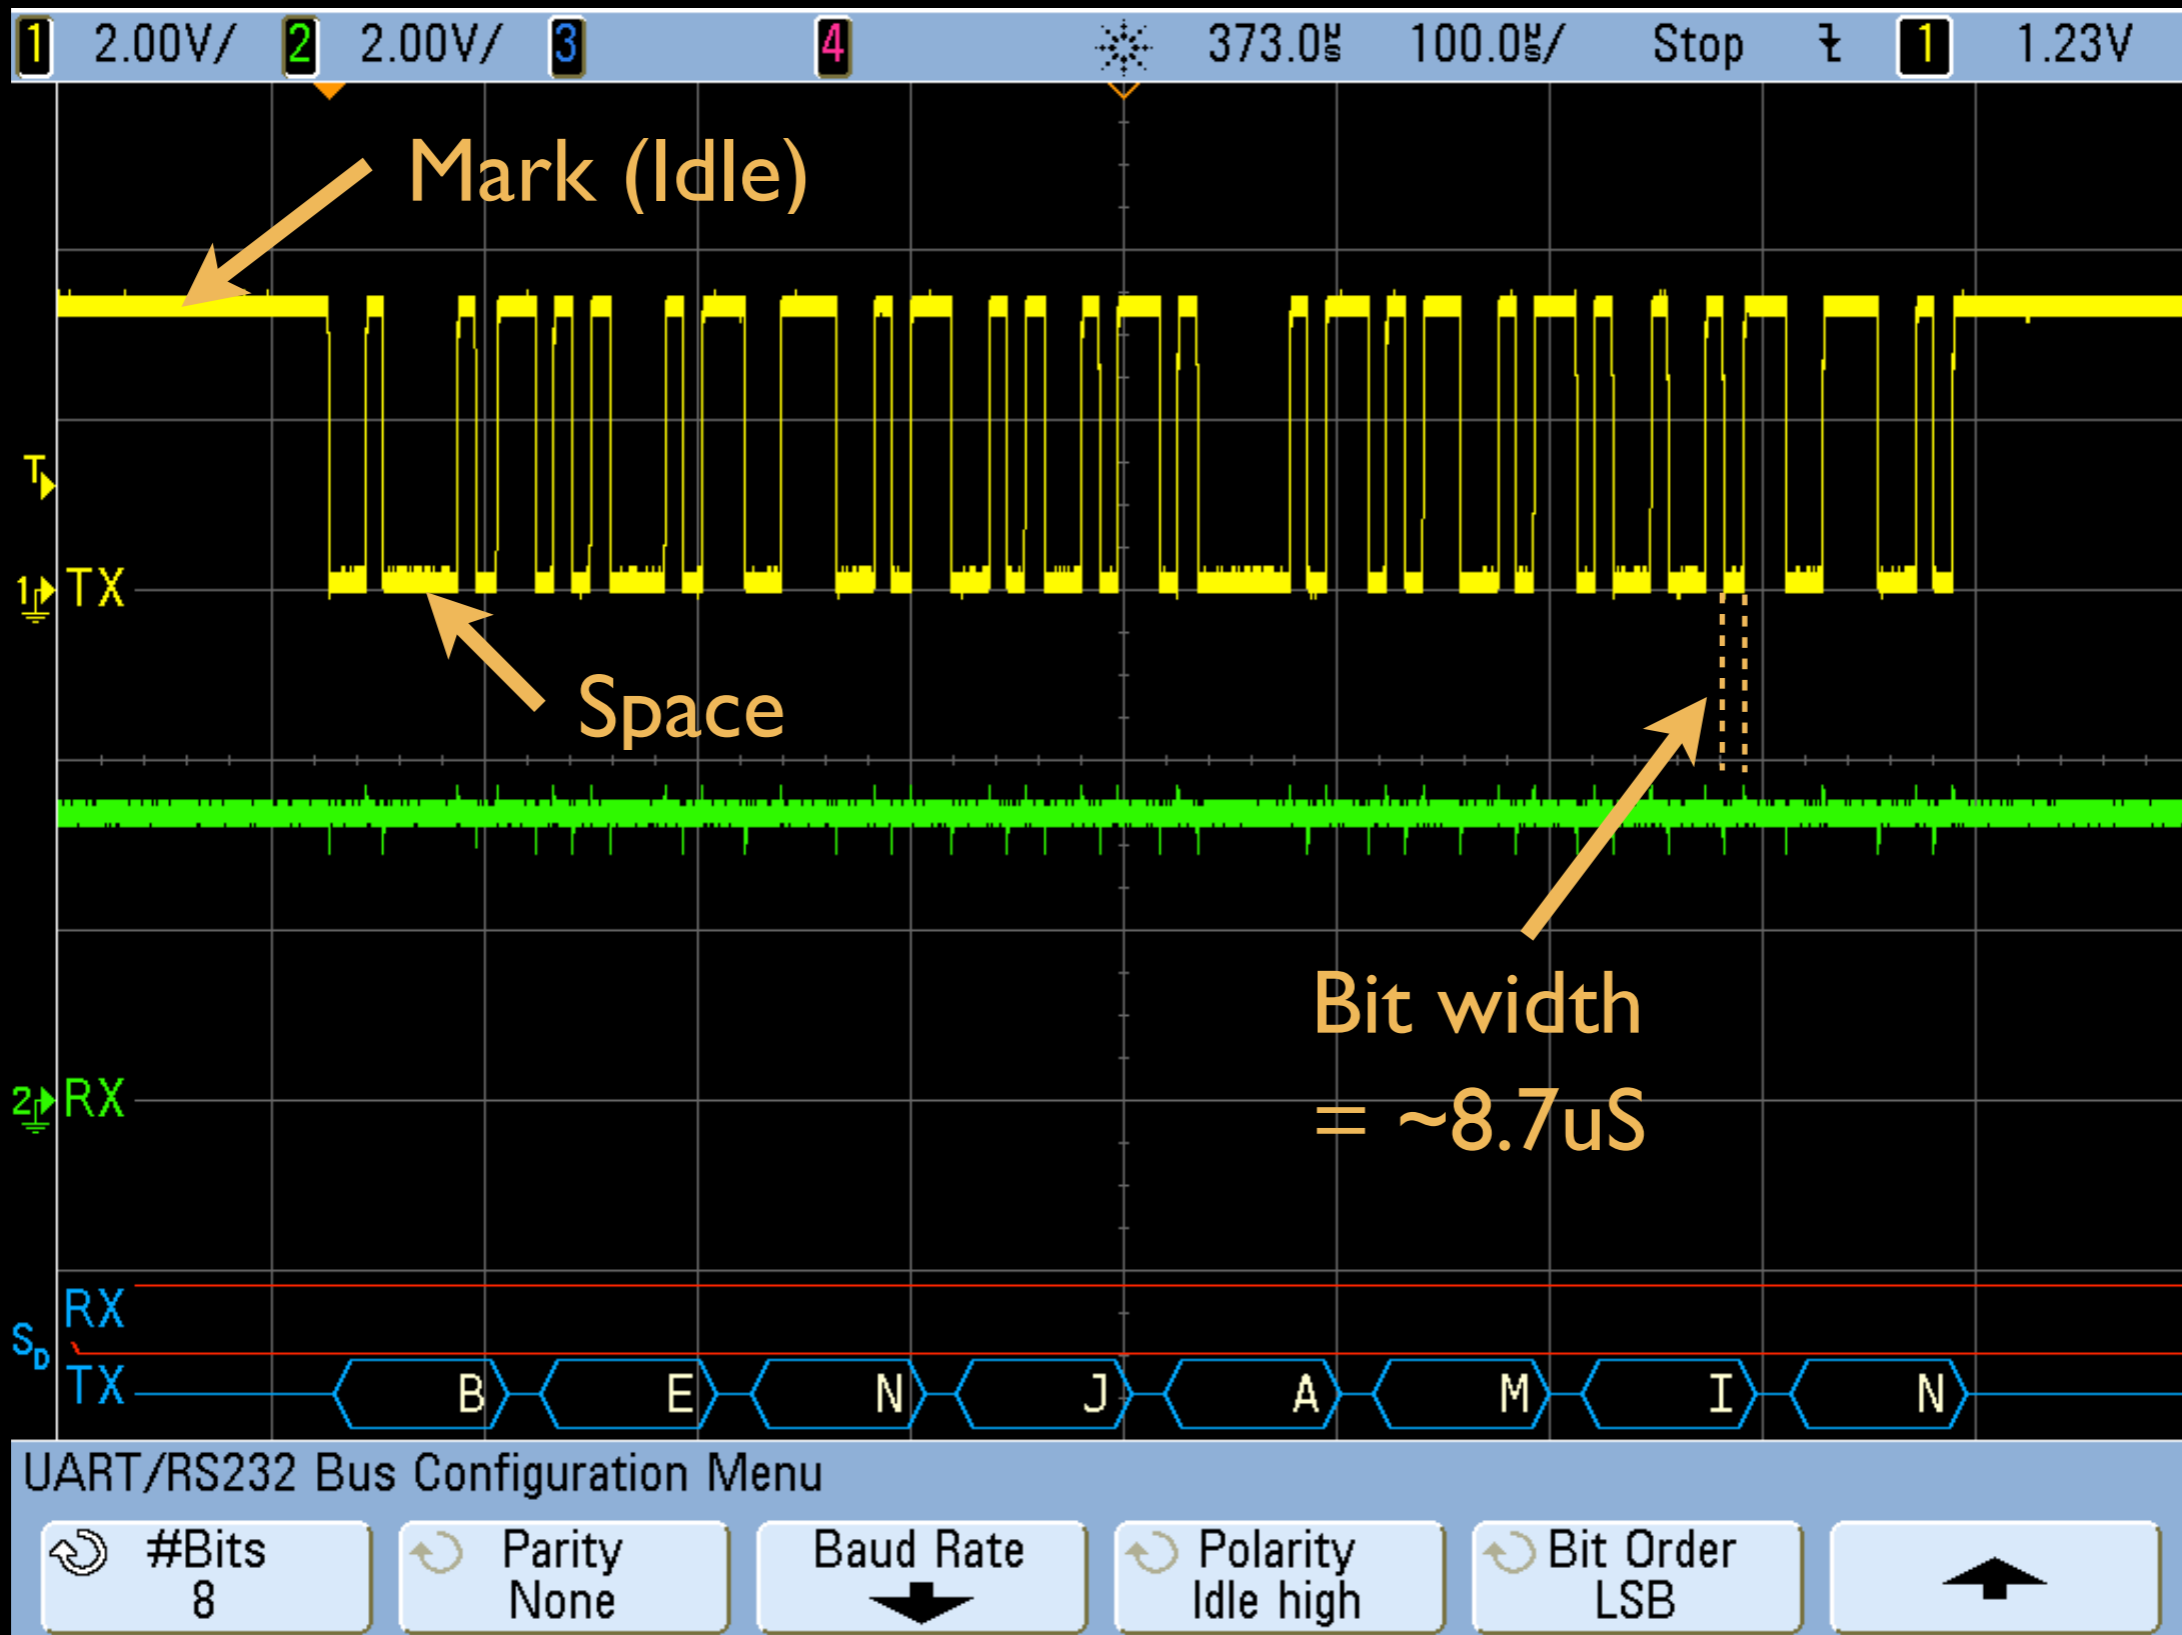 1 2.00V/ 2 2.00V/ 3 4 373.0µs 100.0µs/ Stop 1 1.23V
Mark (Idle)
T
1 TX
Space
2 RX
Bit width
= ~8.7uS
RX
SD
TX B E N J A M I N
UART/RS232 Bus Configuration Menu
#Bits Parity Baud Rate Polarity Bit Order
8 None Idle high LSB